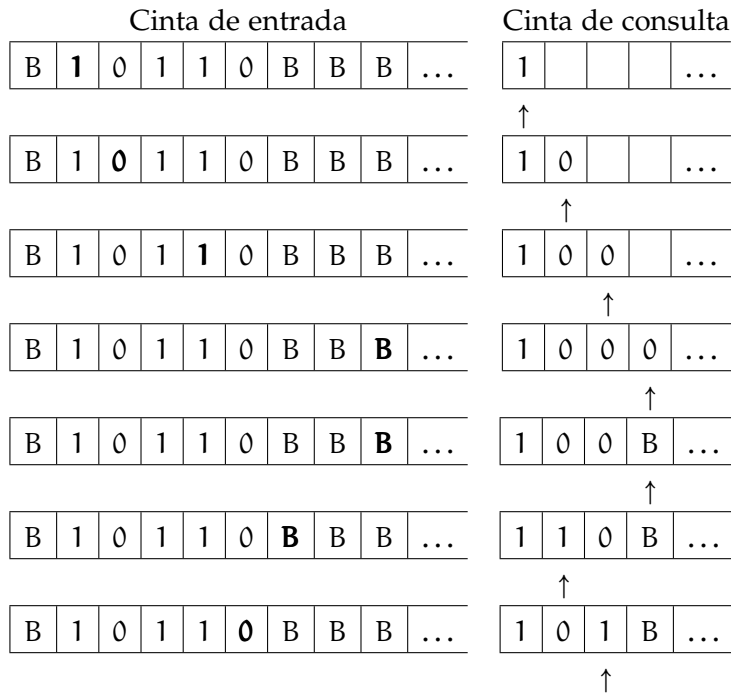 Cinta de entrada Cinta de consulta
B 1 0 1 1 0 B B B ... 1 ...
↑
B 1 0 1 1 0 B B B ... 1 0 ...
↑
B 1 0 1 1 0 B B B ... 1 0 0 ...
↑
B 1 0 1 1 0 B B B ... 1 0 0 0 ...
↑
B 1 0 1 1 0 B B B ... 1 0 0 B ...
↑
B 1 0 1 1 0 B B B ... 1 1 0 B ...
↑
B 1 0 1 1 0 B B B ... 1 0 1 B ...
↑